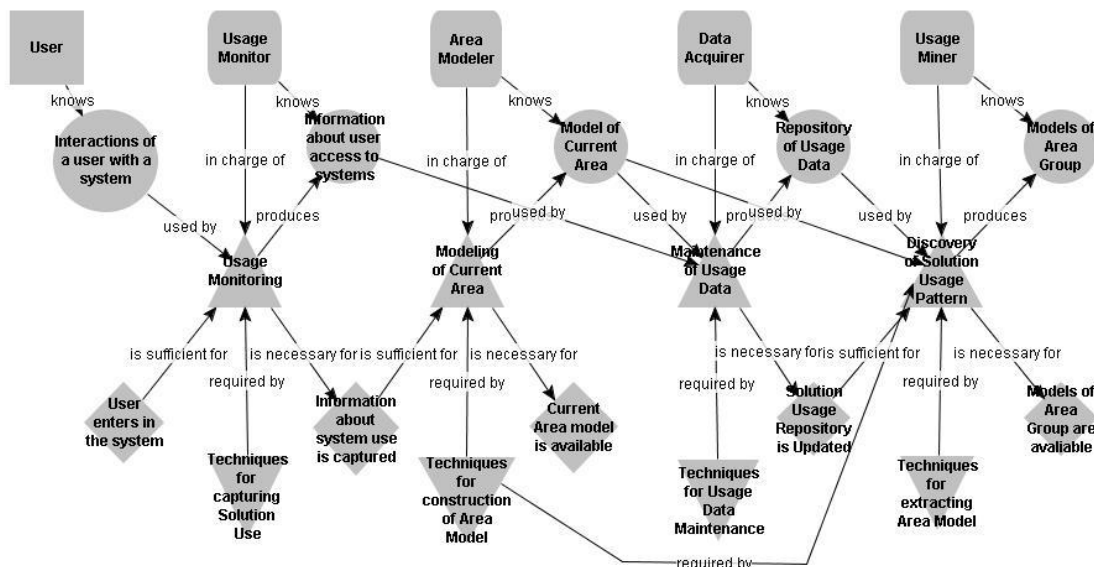 User
Usage
Monitor
Area
Modeler
Data
Acquirer
Usage
Miner
knows
knows
knows
knows
knows
Interactions of
a user with a
system
Information
about user
access to
systems
Model of
Current
Area
Repository
of Usage
Data
Models of
Area
Group
in charge of
in charge of
in charge of
in charge of
used by
produces
produces
used by
used by
produces
used by
used by
produces
Usage
Monitoring
Modeling
of Current
Area
Maintenance
of Usage
Data
Discovery
of Solution
Usage
Pattern
is sufficient for
is necessary for
is sufficient for
is necessary for
is necessary for
is sufficient for
is necessary for
required by
required by
required by
required by
User
enters in
the system
Information
about
system use
is captured
Current
Area model
is available
Solution
Usage
Repository
is Updated
Models of
Area
Group are
avaliable
Techniques
for
capturing
Solution
Use
Techniques
for
construction
of Area
Model
Techniques
for Usage
Data
Maintenance
Techniques
for
extracting
Area Model
required by